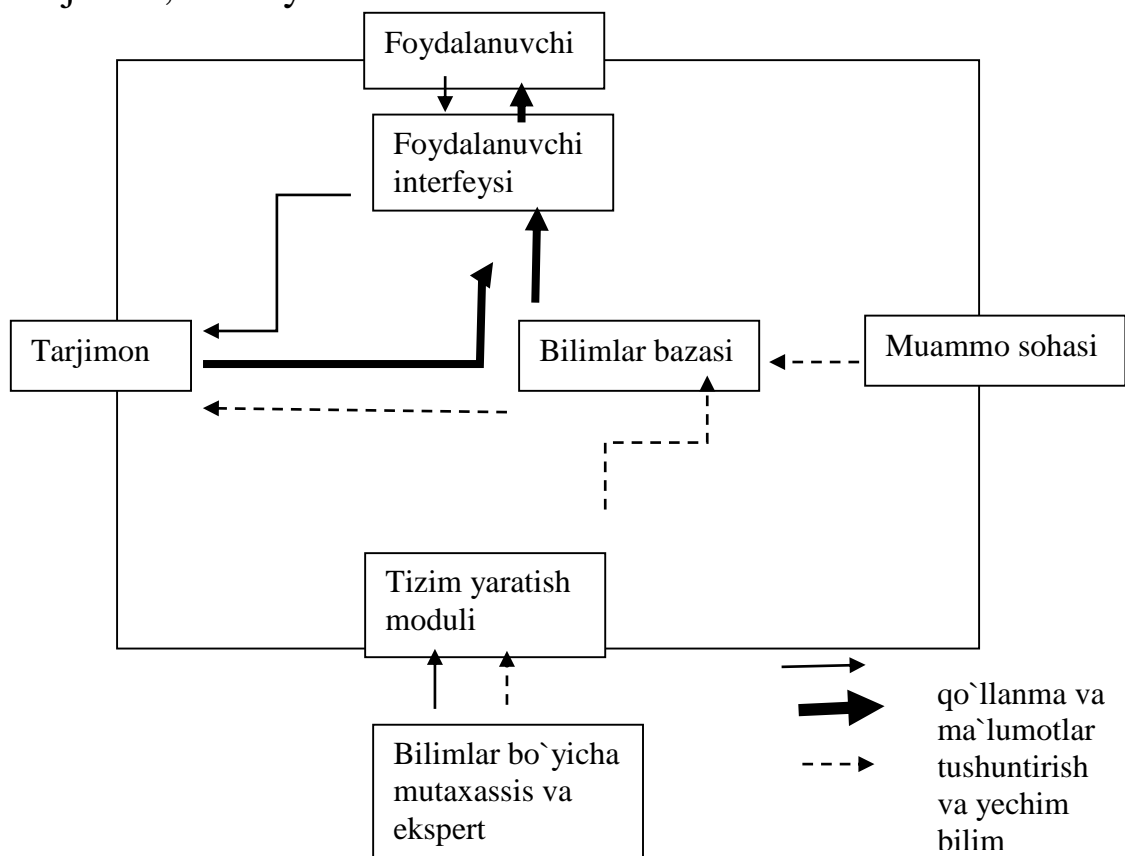 Foydalanuvchi
Foydalanuvchi
interfeysi
Tarjimon
Bilimlar bazasi
Muammo sohasi
Tizim yaratish
moduli
Bilimlar bo`yicha
mutaxassis va
ekspert
qo`llanma va
ma`lumotlar
tushuntirish
va yechim
bilim